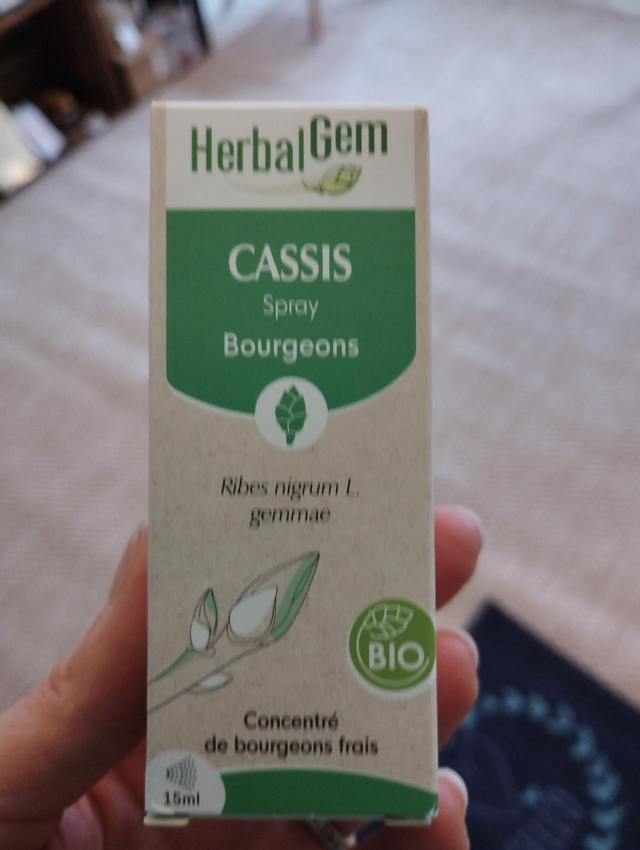 HerbalGem
CASSIS
Spray
Bourgeons
Ribes nigrum L.
gemmae
BIO
Concentré
de bourgeons frais
15ml